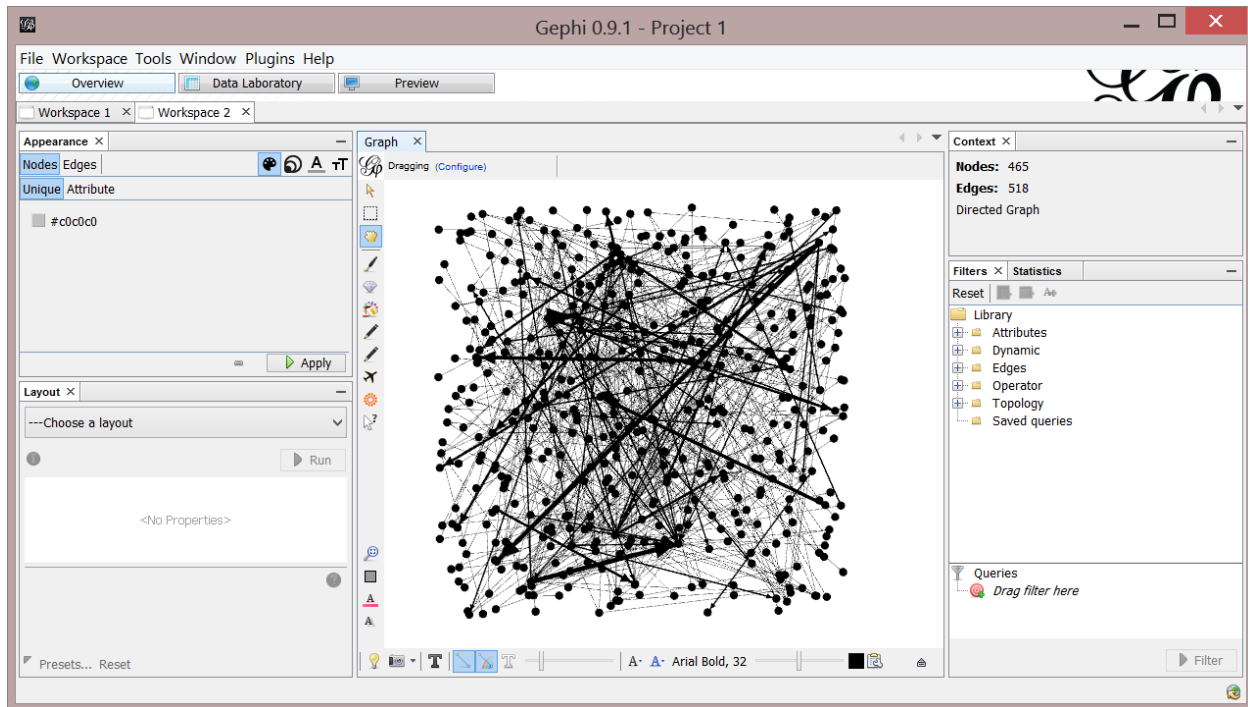 Gephi 0.9.1 - Project 1
File Workspace Tools Window Plugins Help
Overview Data Laboratory Preview
Workspace 1 × Workspace 2 ×
Appearance ×
Nodes Edges A TT
Unique Attribute
#c0c0c0
Apply
Layout ×
---Choose a layout
Run
<No Properties>
Presets... Reset
Graph ×
Dragging (Configure)
A
A
T T A- A- Arial Bold, 32
Context ×
Nodes: 465
Edges: 518
Directed Graph
Filters × Statistics
Reset
Library
Attributes
Dynamic
Edges
Operator
Topology
Saved queries
Queries
Drag filter here
Filter